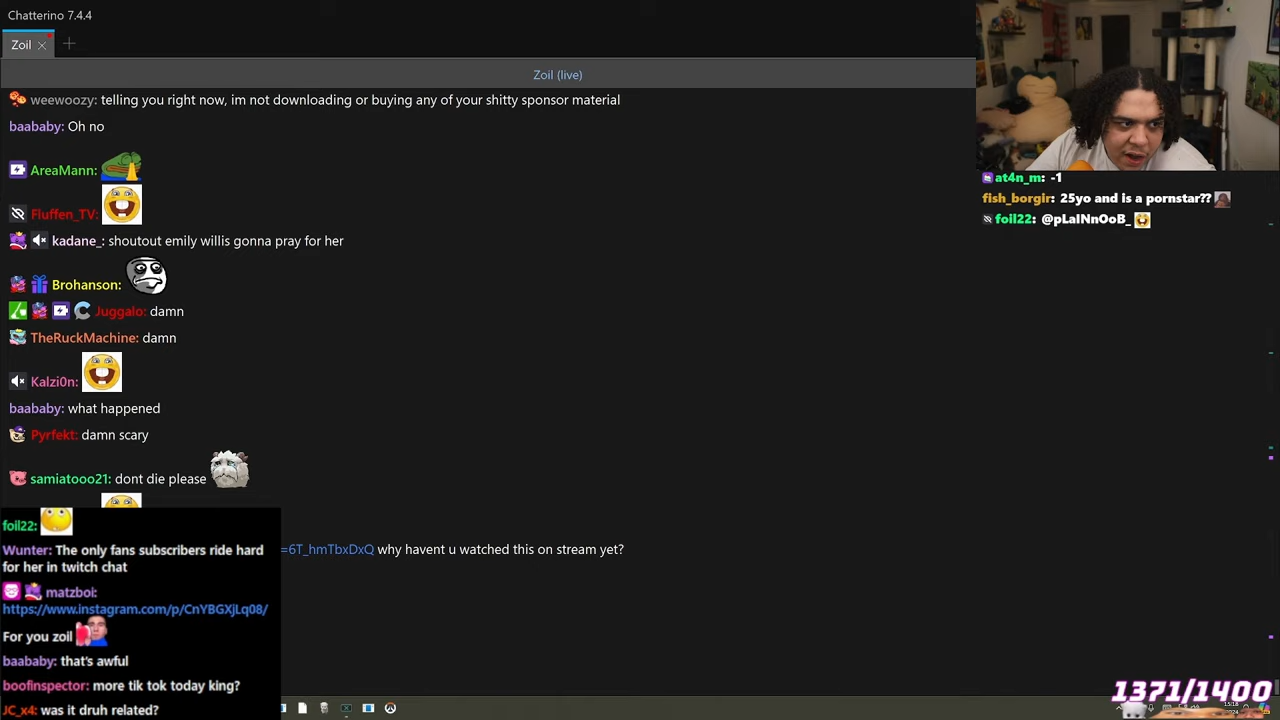 Chatterino 7.4.4
Zoil
Zoil (live)
weewoozy: telling you right now, im not downloading or buying any of your shitty sponsor material
baababy: Oh no
AreaMann:
Fluffen_TV:
kadane_: shoutout emily willis gonna pray for her
Brohanson:
Juggalo: damn
TheRuckMachine: damn
Kalzi0n:
baababy: what happened
Pyrfekt: damn scary
samiatooo21: dont die please
=6T_hmTbxDxQ why havent u watched this on stream yet?
foil22:
Wunter: The only fans subscribers ride hard
for her in twitch chat
matzboi:
https://www.instagram.com/p/CnYBGXjLq08/
For you zoil
baababy: that's awful
boofinspector: more tik tok today king?
JC_x4: was it druh related?
at4n_m: -1
fish_borgir: 25yo and is a pornstar??
foil22: @pLaINnOoB_
1371/1400